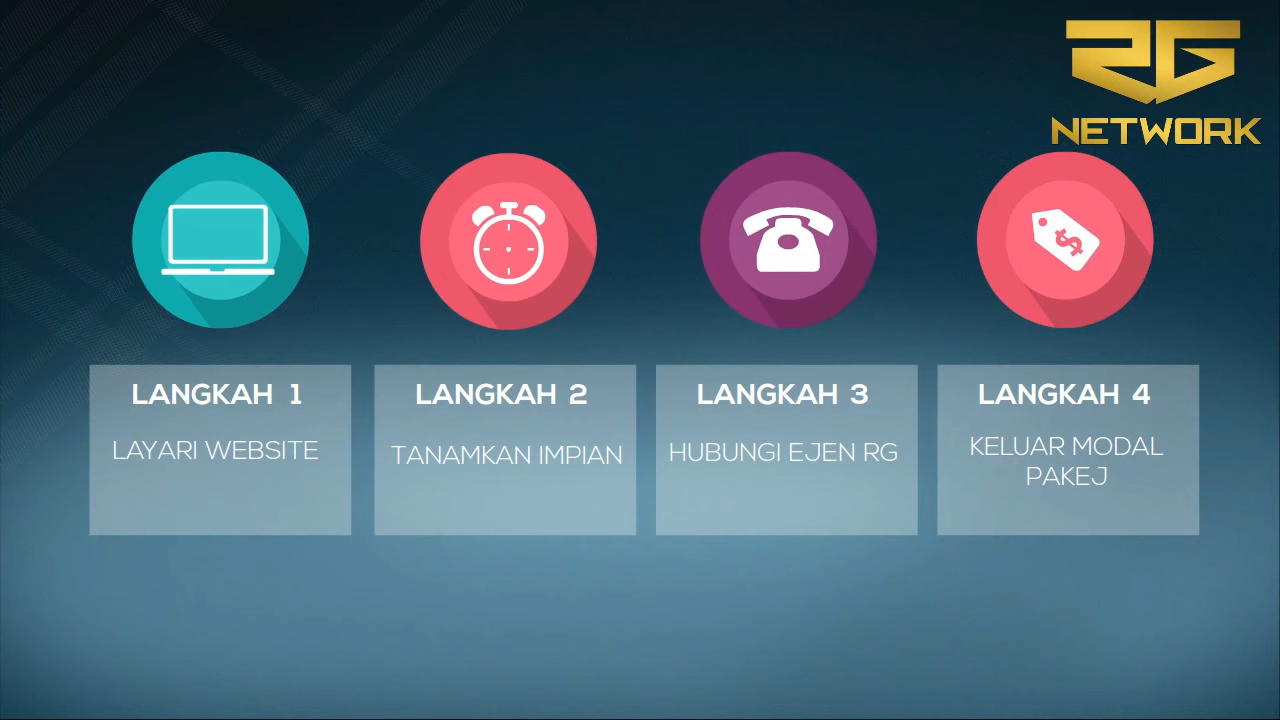 RG
NETWORK
LANGKAH 1
LAYARI WEBSITE
LANGKAH 2
TANAMKAN IMPIAN
LANGKAH 3
HUBUNGI EJEN RG
LANGKAH 4
KELUAR MODAL
PAKEJ
$